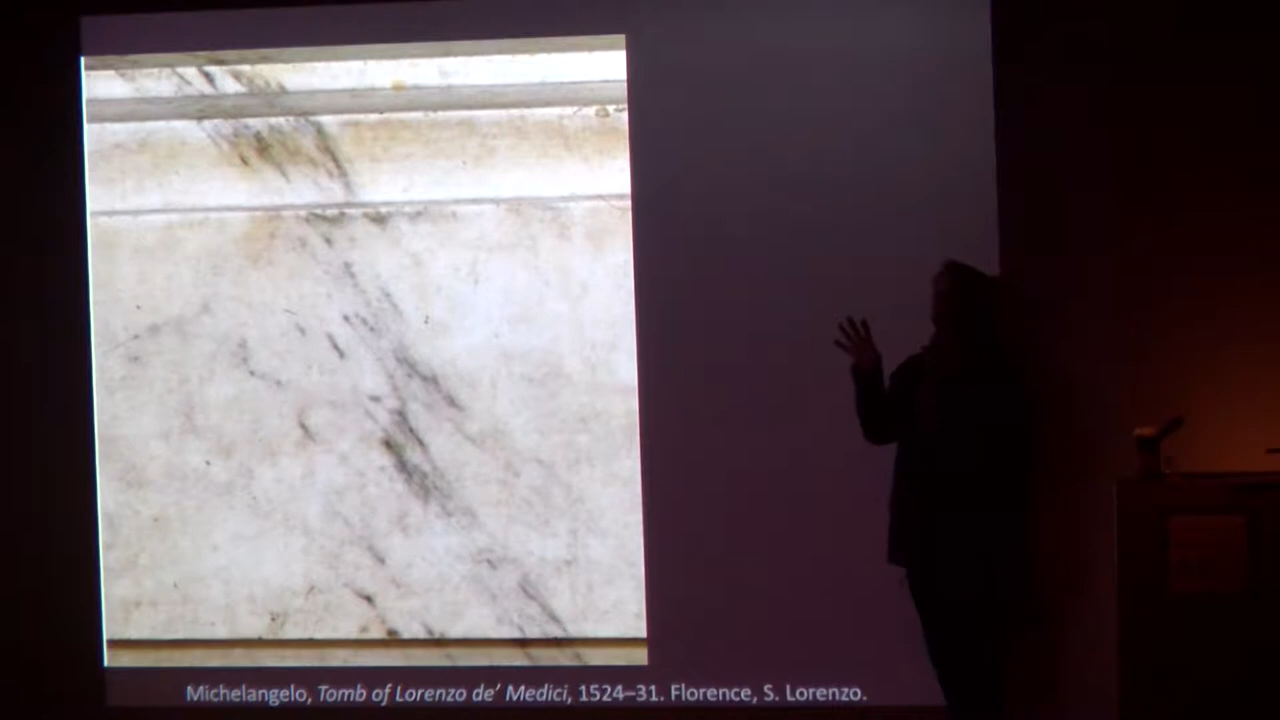 Michelangelo, Tomb of Lorenzo de’ Medici, 1524–31. Florence, S. Lorenzo.